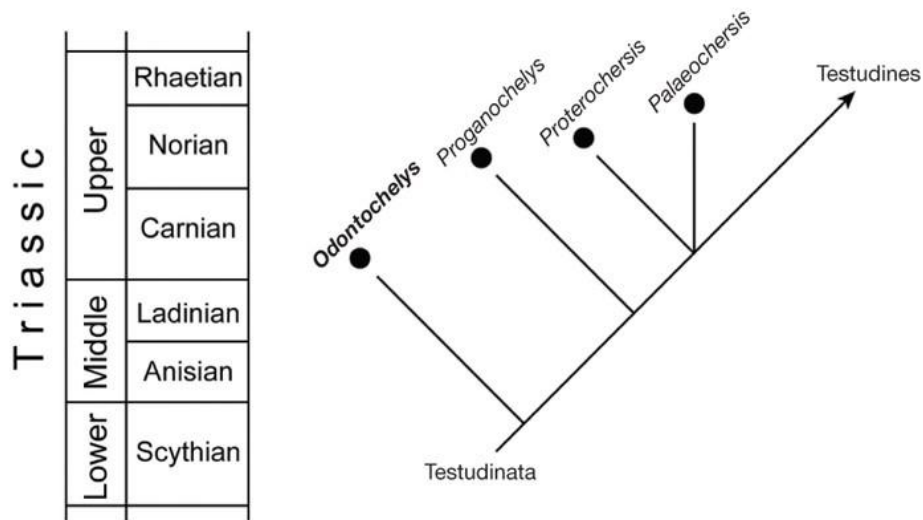 Triassic
Upper
Middle
Lower
Rhaetian
Norian
Carnian
Ladinian
Anisian
Scythian
Odontochelys
Proganochelys
Proterochersis
Palaeochersis
Testudines
Testudinata